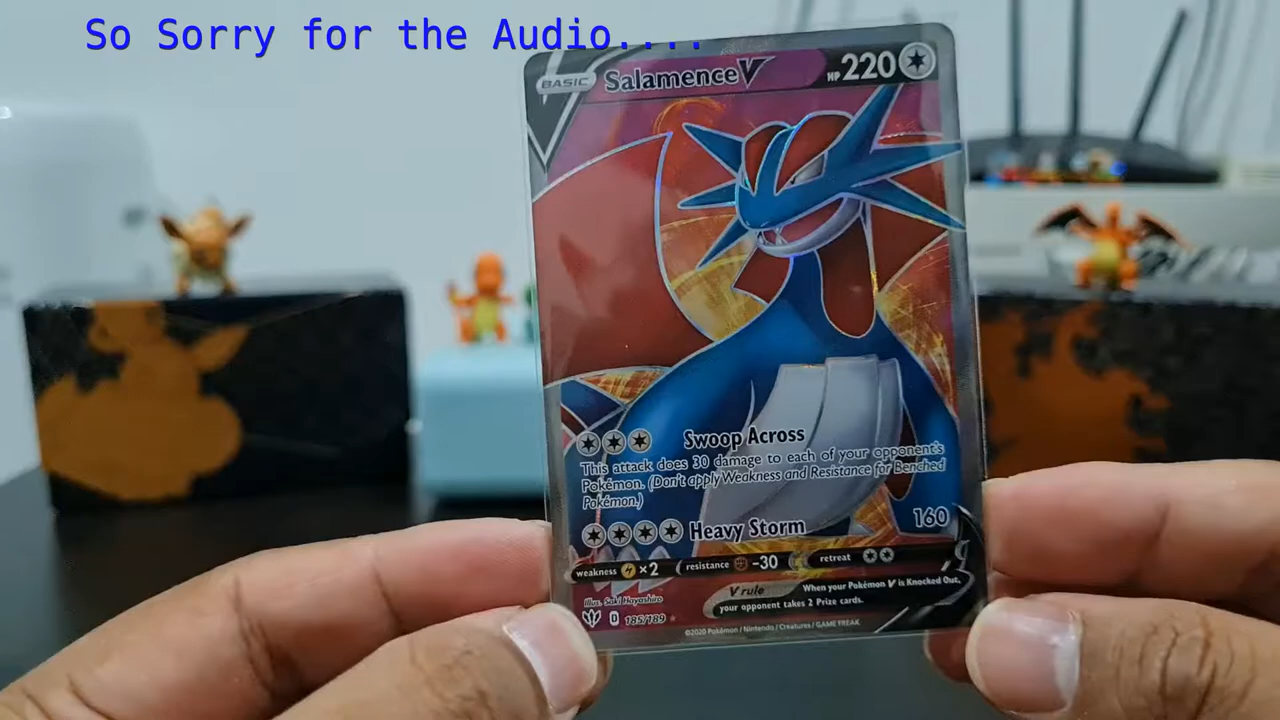 So Sorry for the Audio....
BASIC Salamence V HP 220
Swoop Across
This attack does 30 damage to each of your opponent's
Pokémon. (Don't apply Weakness and Resistance for Benched
Pokémon.)
Heavy Storm 160
weakness ×2 resistance -30 retreat
V rule When your Pokémon V is Knocked Out,
your opponent takes 2 Prize cards.
Illus. Saki Hayashiro
D 185/189
©2020 Pokémon / Nintendo / Creatures / GAME FREAK